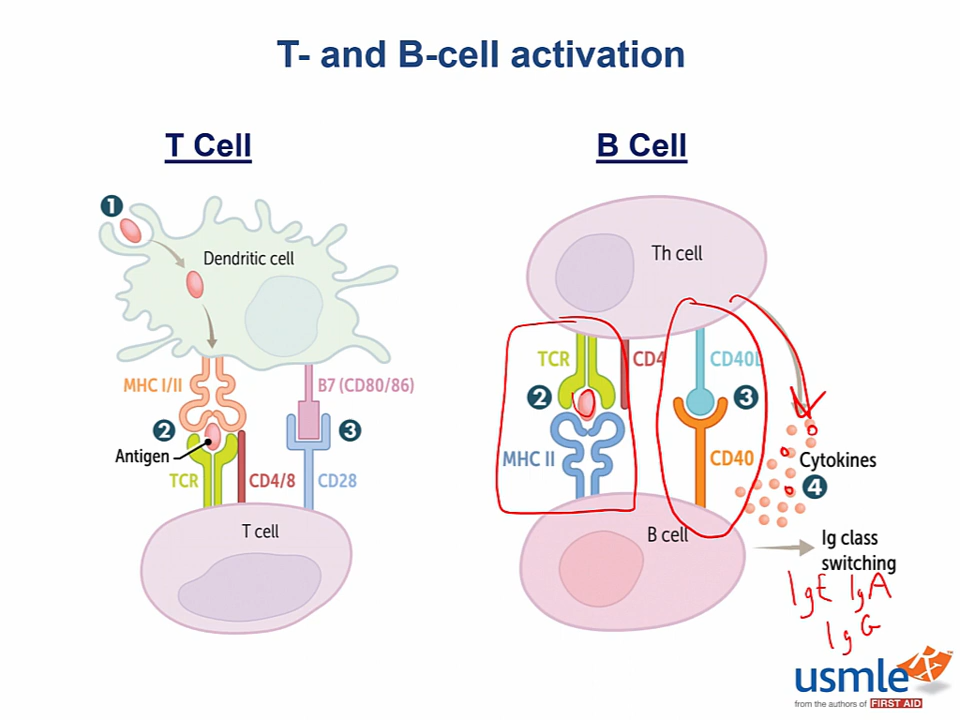 T- and B-cell activation
T Cell
B Cell
1
Dendritic cell
MHC I/II
B7 (CD80/86)
2
3
Antigen
TCR
CD4/8
CD28
T cell
Th cell
TCR
CD4
CD40L
2
3
MHC II
CD40
Cytokines
4
B cell
Ig class
switching
IgE IgA
IgG
usmle Rx
from the authors of FIRST AID